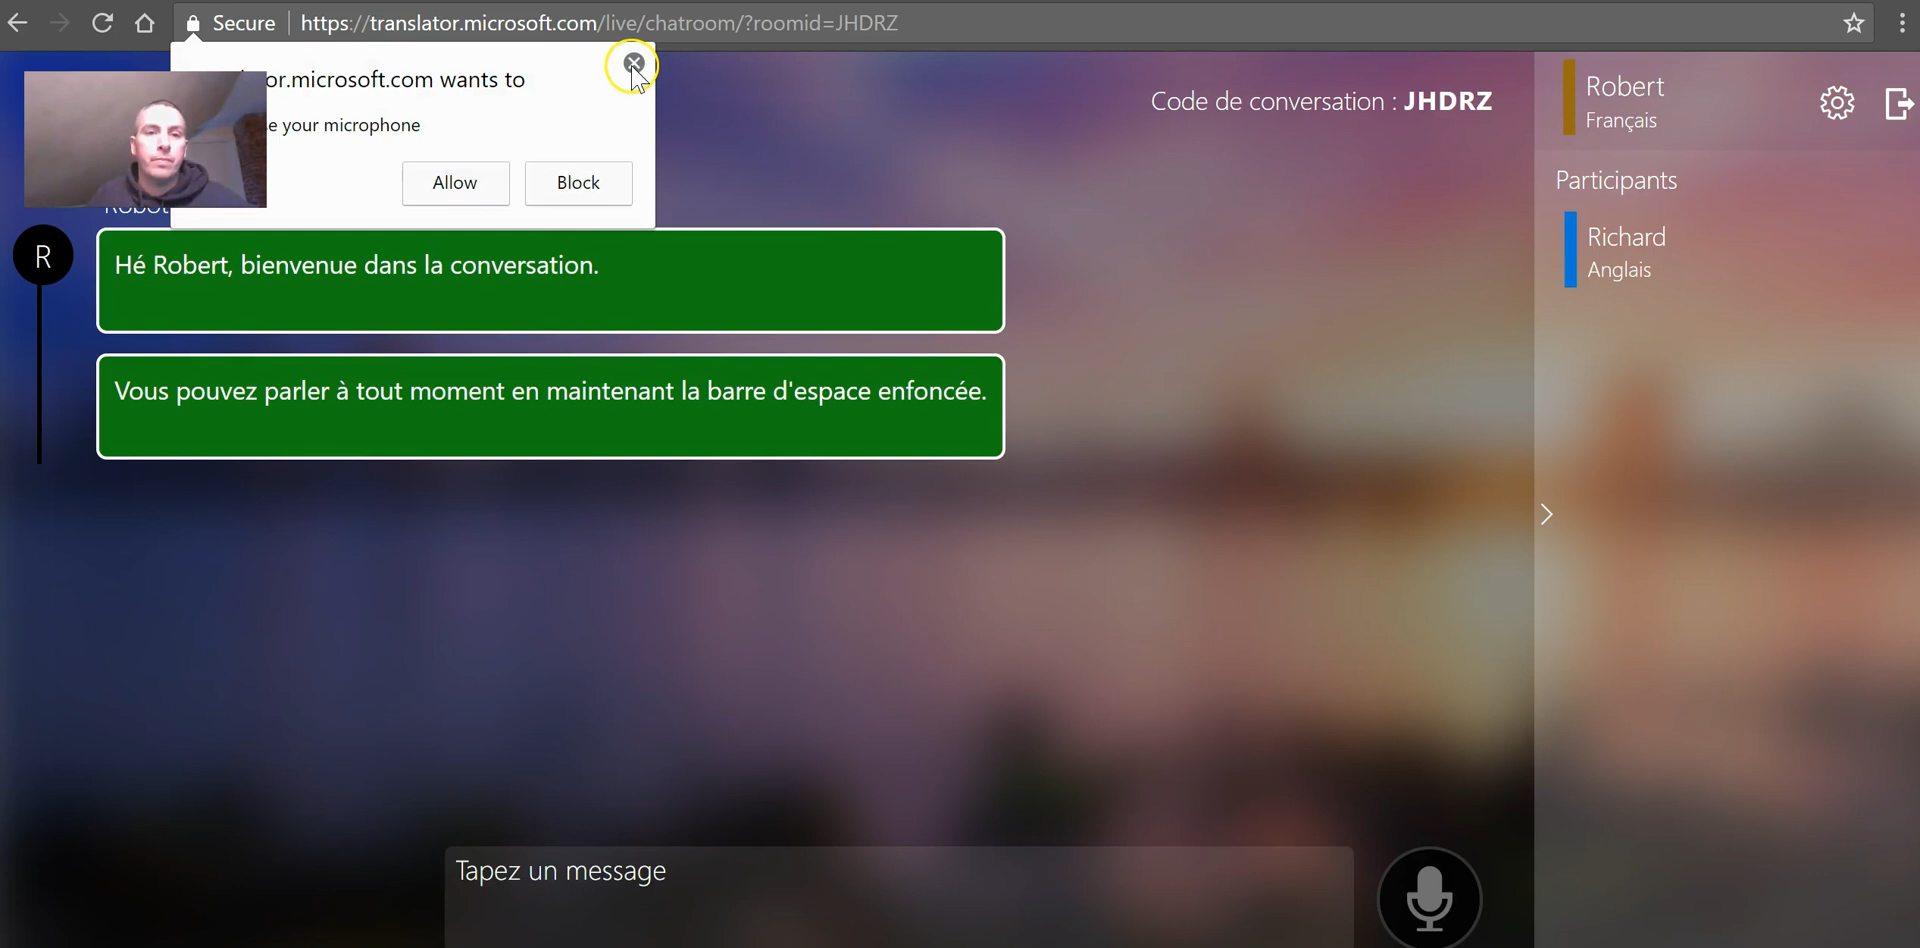 Secure https://translator.microsoft.com/live/chatroom/?roomid=JHDRZ
or.microsoft.com wants to
your microphone
Allow Block
Code de conversation : JHDRZ
Robert
Français
Participants
Richard
Anglais
R
Hé Robert, bienvenue dans la conversation.
Vous pouvez parler à tout moment en maintenant la barre d'espace enfoncée.
Tapez un message